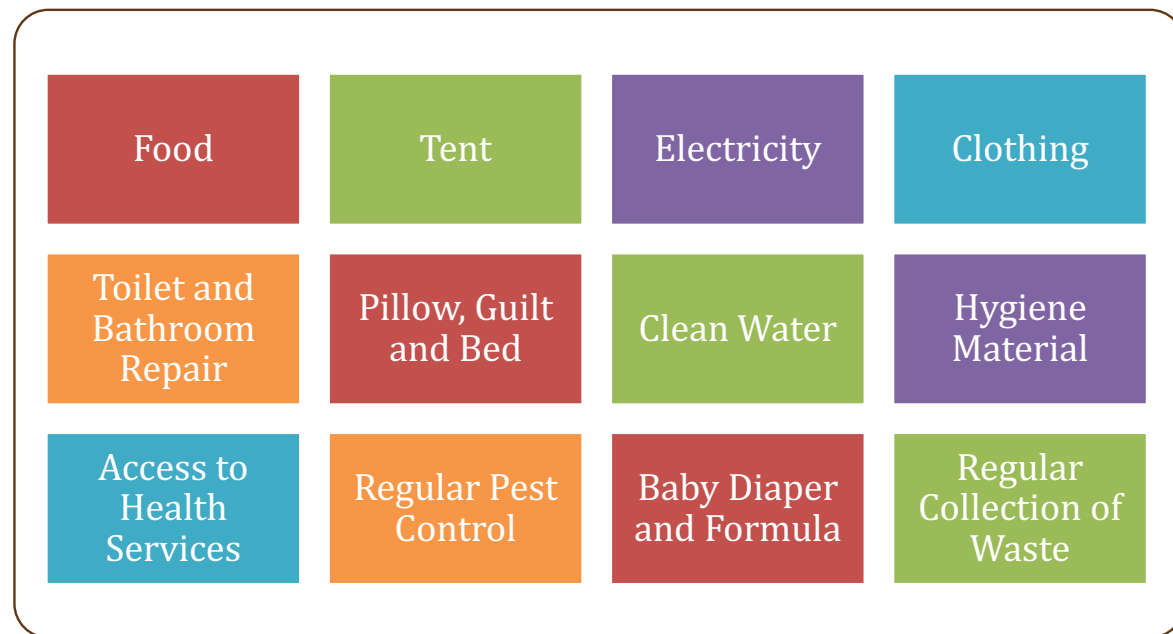 Food
Tent
Electricity
Clothing
Toilet and
Bathroom
Repair
Pillow, Guilt
and Bed
Clean Water
Hygiene
Material
Access to
Health
Services
Regular Pest
Control
Baby Diaper
and Formula
Regular
Collection of
Waste